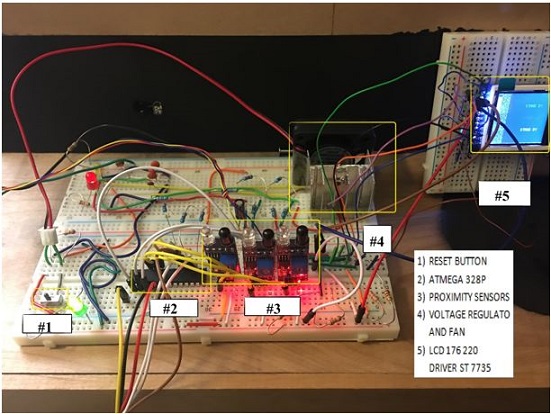 #5
#4
#2
#3
#1
1) RESET BUTTON
2) ATMEGA 328P
3) PROXIMITY SENSORS
4) VOLTAGE REGULATO
AND FAN
5) LCD 176 220
DRIVER ST 7735